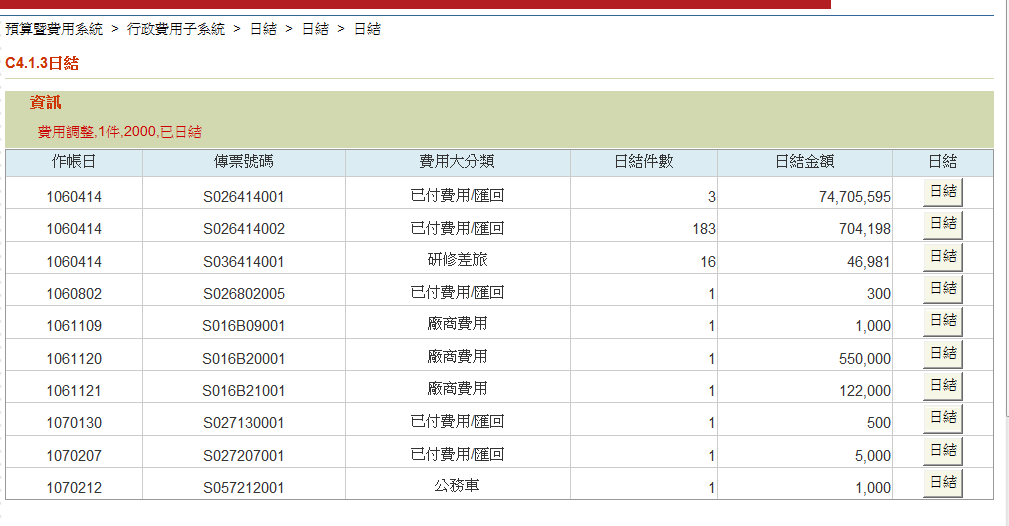 預算暨費用系統 > 行政費用子系統 > 日結 > 日結 > 日結
C4.1.3日結
資訊
費用調整,1件,2000,已日結
作帳日 傳票號碼 費用大分類 日結件數 日結金額 日結
1060414 S026414001 已付費用/匯回 3 74,705,595 日結
1060414 S026414002 已付費用/匯回 183 704,198 日結
1060414 S036414001 研修差旅 16 46,981 日結
1060802 S026802005 已付費用/匯回 1 300 日結
1061109 S016B09001 廠商費用 1 1,000 日結
1061120 S016B20001 廠商費用 1 550,000 日結
1061121 S016B21001 廠商費用 1 122,000 日結
1070130 S027130001 已付費用/匯回 1 500 日結
1070207 S027207001 已付費用/匯回 1 5,000 日結
1070212 S057212001 公務車 1 1,000 日結